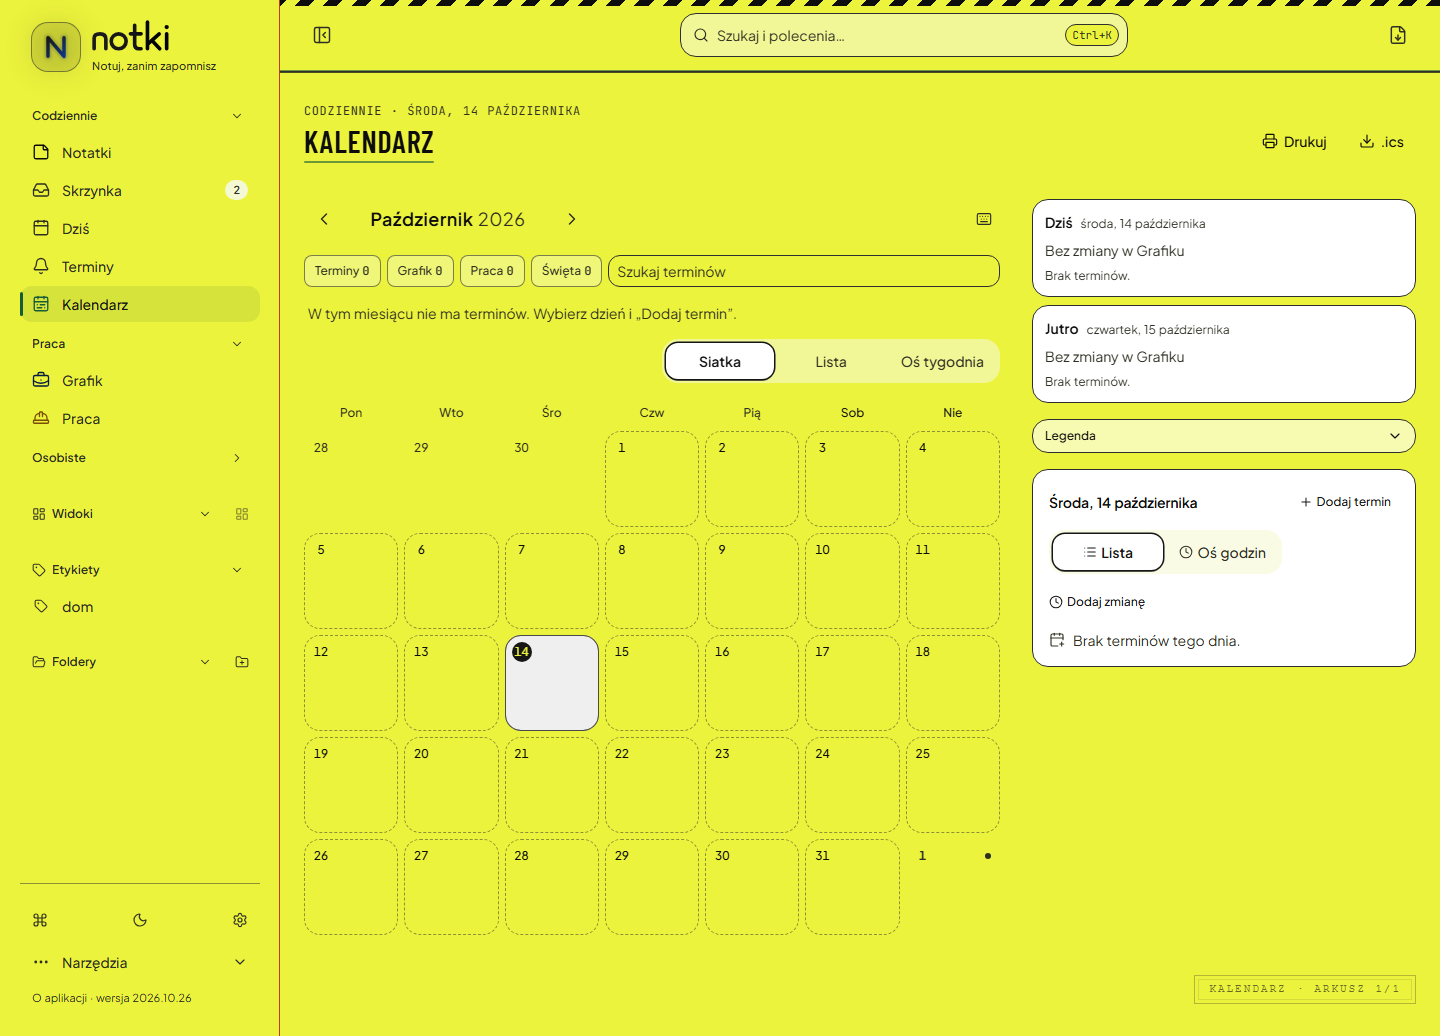 N
notki
Notuj, zanim zapomnisz
Codziennie
Notatki
Skrzynka 2
Dziś
Terminy
Kalendarz
Praca
Grafik
Praca
Osobiste
Widoki
Etykiety
dom
Foldery
Narzędzia
O aplikacji · wersja 2026.10.26
Szukaj i polecenia... Ctrl+K
CODZIENNIE · ŚRODA, 14 PAŹDZIERNIKA
KALENDARZ
Drukuj .ics
Październik 2026
Terminy 0 Grafik 0 Praca 0 Święta 0 Szukaj terminów
W tym miesiącu nie ma terminów. Wybierz dzień i „Dodaj termin”.
Siatka Lista Oś tygodnia
Pon Wto Śro Czw Pią Sob Nie
28 29 30 1 2 3 4
5 6 7 8 9 10 11
12 13 14 15 16 17 18
19 20 21 22 23 24 25
26 27 28 29 30 31 1
Dziś środa, 14 października
Bez zmiany w Grafiku
Brak terminów.
Jutro czwartek, 15 października
Bez zmiany w Grafiku
Brak terminów.
Legenda
Środa, 14 października
Dodaj termin
Lista Oś godzin
Dodaj zmianę
Brak terminów tego dnia.
KALENDARZ · ARKUSZ 1/1